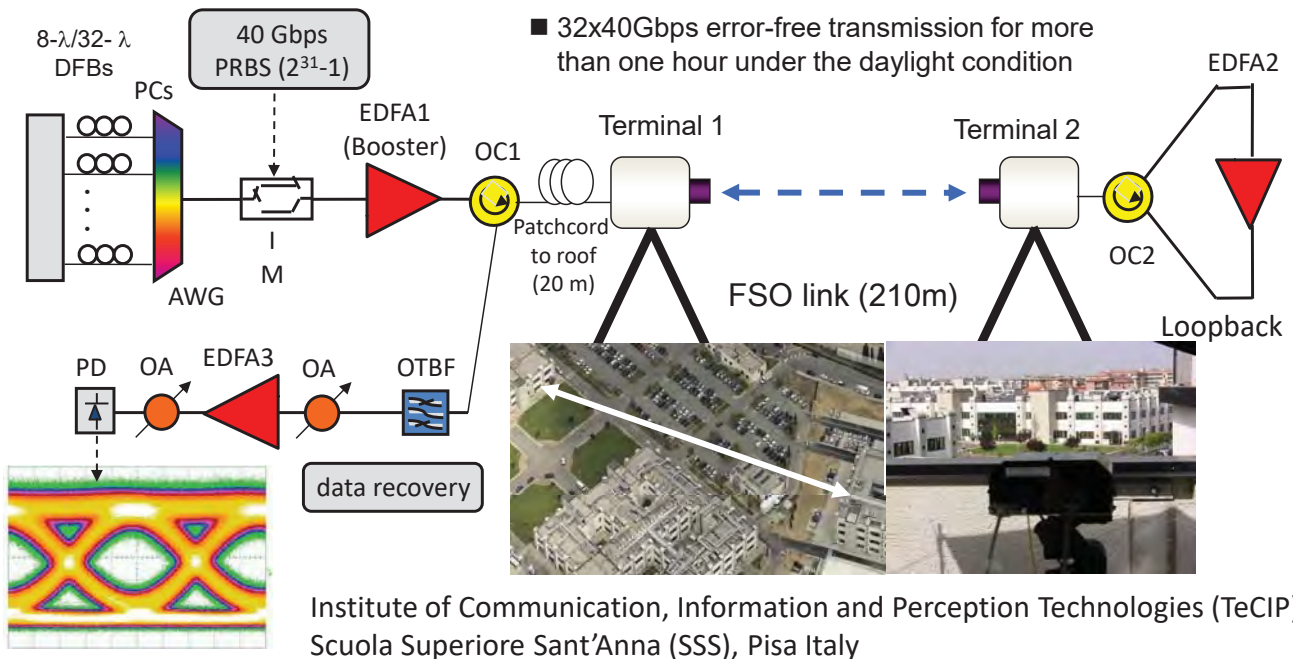 8-λ/32- λ
DFBs
PCs
AWG
40 Gbps
PRBS (2³¹-1)
I
M
EDFA1
(Booster)
OC1
Patchcord
to roof
(20 m)
■ 32x40Gbps error-free transmission for more
than one hour under the daylight condition
Terminal 1
Terminal 2
EDFA2
OC2
FSO link (210m)
Loopback
PD
OA
EDFA3
OA
OTBF
data recovery
Institute of Communication, Information and Perception Technologies (TeCIP)
Scuola Superiore Sant’Anna (SSS), Pisa Italy